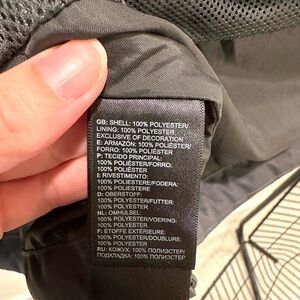 GB: SHELL: 100% POLYESTER/
LINING: 100% POLYESTER
EXCLUSIVE OF DECORATION
E: ARMAZÓN: 100% POLIÉSTER/
FORRO: 100% POLIÉSTER
P: TECIDO PRINCIPAL:
100% POLIÉSTER/FORRO:
100% POLIÉSTER
I: RIVESTIMENTO:
100% POLIESTERE/FODERA:
100% POLIESTERE
D: OBERSTOFF:
100% POLYESTER/FUTTER:
100% POLYESTER
NL: OMHULSEL:
100% POLYESTER/VOERING:
100% POLYESTER
F: ETOFFE EXTÉRIEURE:
100% POLYESTER/DOUBLURE:
100% POLYESTER
RU: КОЖУХ: 100% ПОЛИЭСТЕР/
ПОДКЛАДКА: 100% ПОЛИЭСТЕР